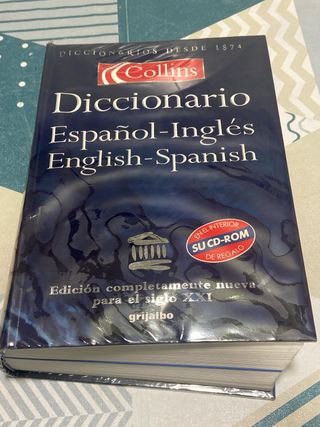 DICCIONARIOS DESDE 1874
Collins
Diccionario
Español-Inglés
English-Spanish
EN EL INTERIOR
SU CD-ROM
DE REGALO
Edición completamente nueva
para el siglo XXI
grijalbo